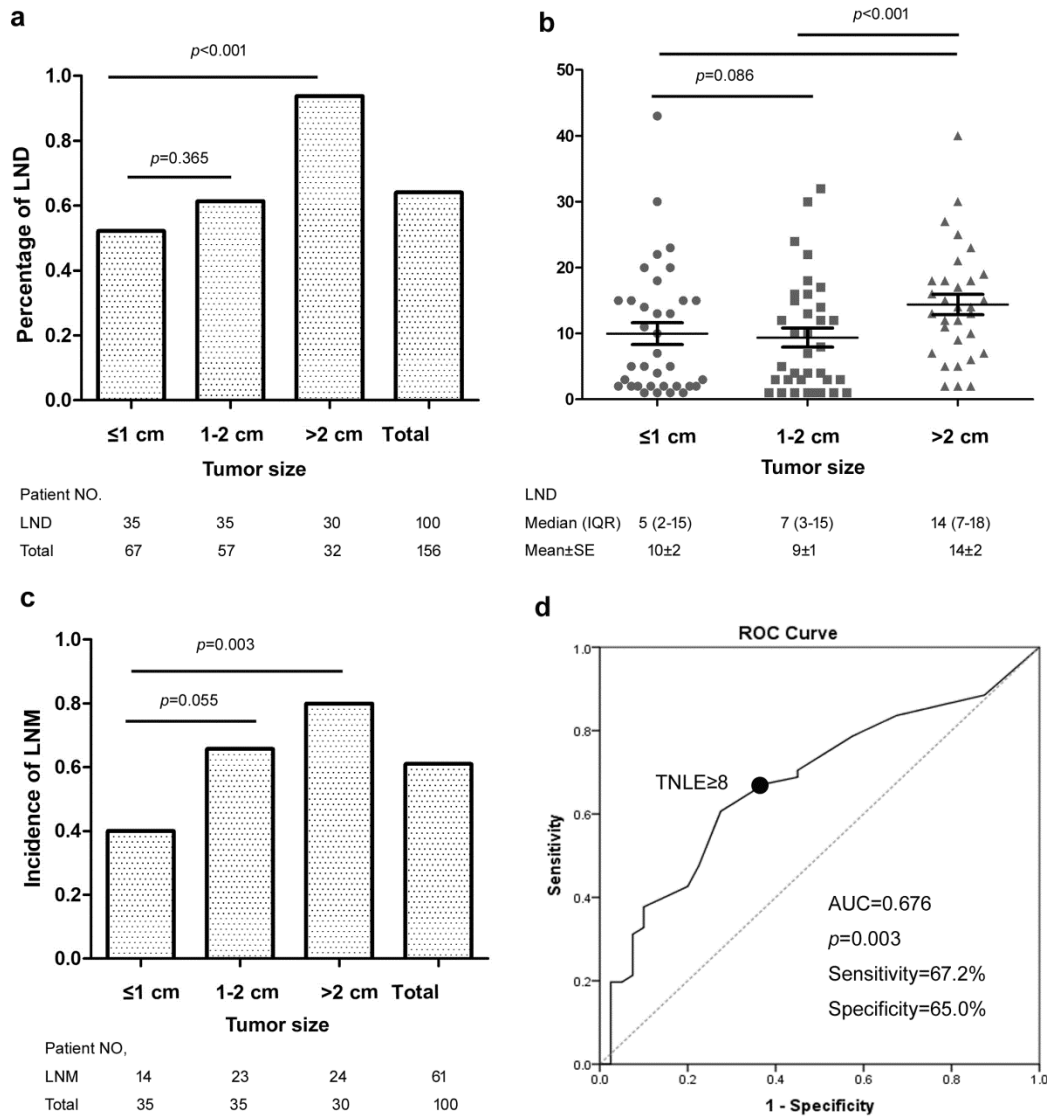 a
p<0.001
p=0.365
Percentage of LND
1.0
0.8
0.6
0.4
0.2
0.0
≤1 cm 1-2 cm >2 cm Total
Tumor size
Patient NO.
LND 35 35 30 100
Total 67 57 32 156
b
p<0.001
p=0.086
50
40
30
20
10
0
≤1 cm 1-2 cm >2 cm
Tumor size
LND
Median (IQR) 5 (2-15) 7 (3-15) 14 (7-18)
Mean±SE 10±2 9±1 14±2
c
p=0.003
p=0.055
Incidence of LNM
1.0
0.8
0.6
0.4
0.2
0.0
≤1 cm 1-2 cm >2 cm Total
Tumor size
Patient NO,
LNM 14 23 24 61
Total 35 35 30 100
d
ROC Curve
Sensitivity
1.0
0.8
0.6
0.4
0.2
0.0
TNLE≥8
AUC=0.676
p=0.003
Sensitivity=67.2%
Specificity=65.0%
0.0 0.2 0.4 0.6 0.8 1.0
1 - Specificity